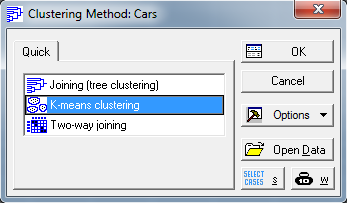 Clustering Method: Cars
Quick
Joining (tree clustering)
K-means clustering
Two-way joining
OK
Cancel
Options
Open Data
SELECT
CASES
S
W